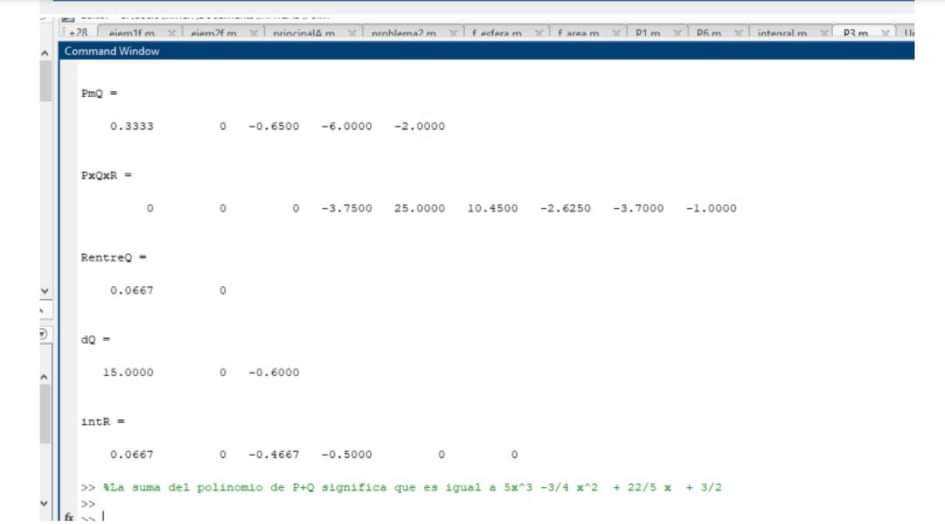 +28 ejem1f.m ejem2f.m principal4.m problema2.m f_esfera.m f_area.m P1.m P6.m integral.m P3.m
Command Window
PmQ =
0.3333 0 -0.6500 -6.0000 -2.0000
PxQxR =
0 0 0 -3.7500 25.0000 10.4500 -2.6250 -3.7000 -1.0000
RentreQ =
0.0667 0
dQ =
15.0000 0 -0.6000
intR =
0.0667 0 -0.4667 -0.5000 0 0
>> %La suma del polinomio de P+Q significa que es igual a 5x^3 -3/4 x^2 + 22/5 x + 3/2
>>
fx >>